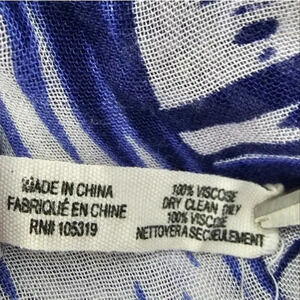 MADE IN CHINA
FABRIQUÉ EN CHINE
RN# 105319
100% VISCOSE
DRY CLEAN ONLY
100% VISCOSE
NETTOYER A SEC SEULEMENT